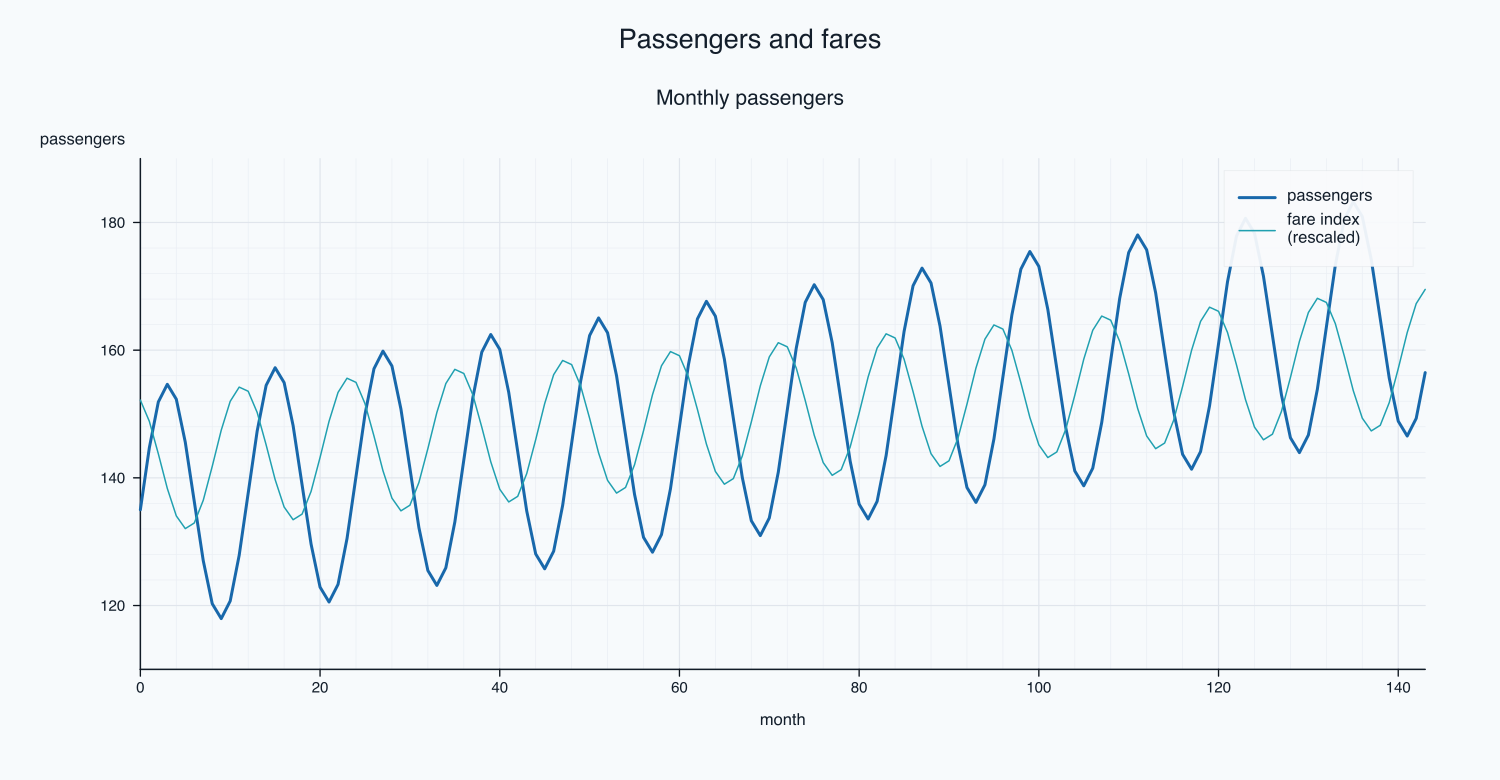 Passengers and fares
Monthly passengers
passengers
passengers
fare index
(rescaled)
180
160
140
120
0 20 40 60 80 100 120 140
month